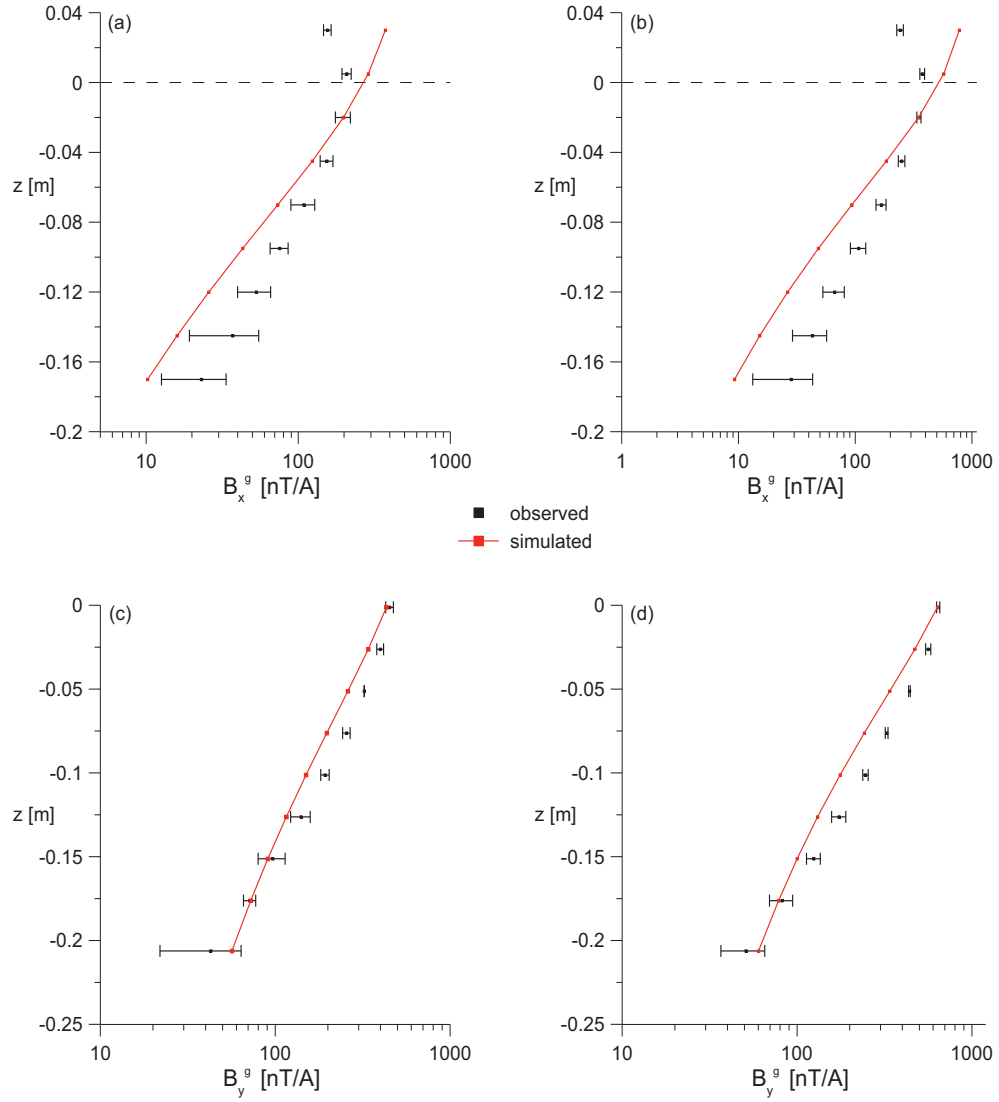 (a)
0.04
0
-0.04
-0.08
-0.12
-0.16
-0.2
z [m]
10 100 1000
B_x^g [nT/A]
(b)
0.04
0
-0.04
-0.08
-0.12
-0.16
-0.2
z [m]
1 10 100 1000
B_x^g [nT/A]
observed
simulated
(c)
0
-0.05
-0.1
-0.15
-0.2
-0.25
z [m]
10 100 1000
B_y^g [nT/A]
(d)
0
-0.05
-0.1
-0.15
-0.2
-0.25
z [m]
10 100 1000
B_y^g [nT/A]